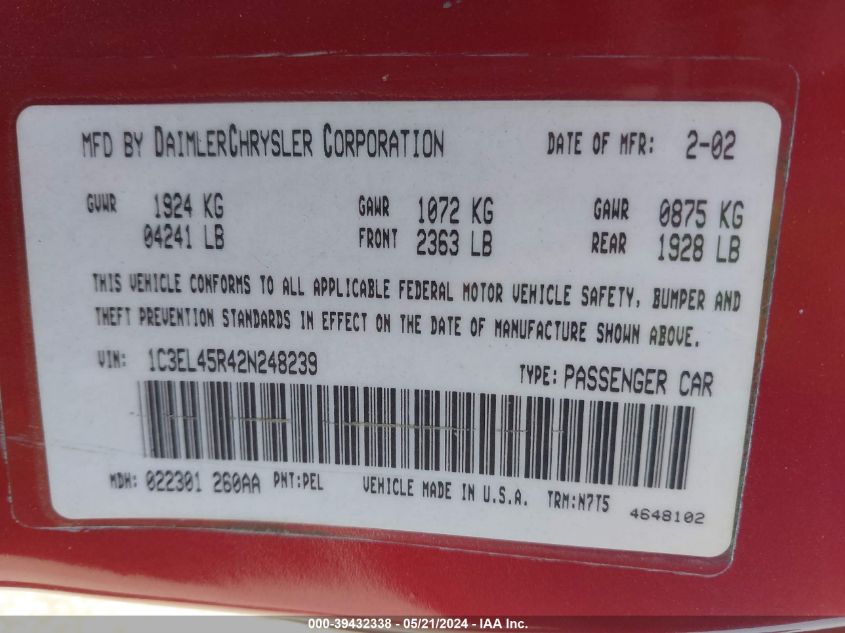 MFD BY DAIMLERCHRYSLER CORPORATION DATE OF MFR: 2-02
GVWR 1924 KG GAWR 1072 KG GAWR 0875 KG
04241 LB FRONT 2363 LB REAR 1928 LB
THIS VEHICLE CONFORMS TO ALL APPLICABLE FEDERAL MOTOR VEHICLE SAFETY, BUMPER AND
THEFT PREVENTION STANDARDS IN EFFECT ON THE DATE OF MANUFACTURE SHOWN ABOVE.
VIN: 1C3EL45R42N248239 TYPE: PASSENGER CAR
MDH: 022301 260AA PNT:PEL VEHICLE MADE IN U.S.A. TRM:N7T5 4648102
000-39432338 - 05/21/2024 - IAA Inc.